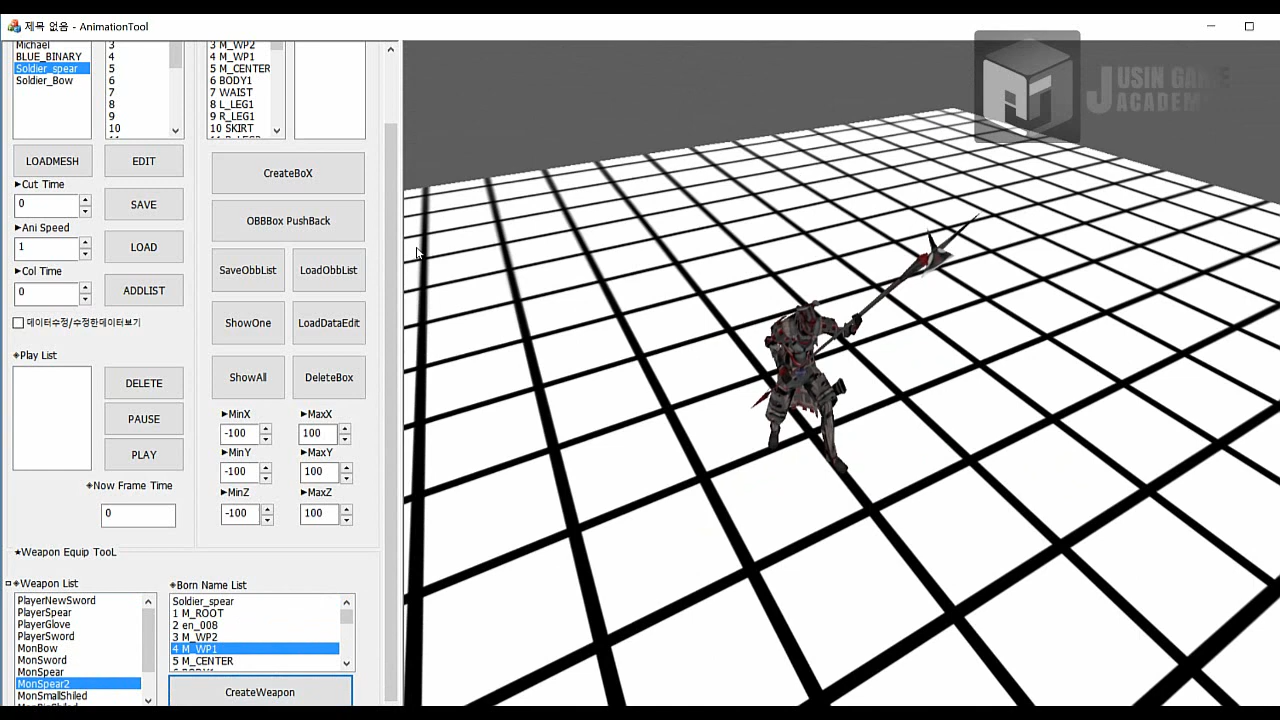 제목 없음 - AnimationTool
Michael
BLUE_BINARY
Soldier_spear
Soldier_Bow
3
4
5
6
7
8
9
10
3 M_WP2
4 M_WP1
5 M_CENTER
6 BODY1
7 WAIST
8 L_LEG1
9 R_LEG1
10 SKIRT
JUSIN GAME
ACADEM
LOADMESH
EDIT
CreateBoX
▶Cut Time
0
SAVE
OBBBox PushBack
▶Ani Speed
1
LOAD
SaveObbList
LoadObbList
▶Col Time
0
ADDLIST
ShowOne
LoadDataEdit
데이터수정/수정한데이터보기
◈Play List
DELETE
ShowAll
DeleteBox
PAUSE
▶MinX
▶MaxX
-100
100
PLAY
▶MinY
▶MaxY
-100
100
◈Now Frame Time
▶MinZ
▶MaxZ
0
-100
100
★Weapon Equip TooL
◈Weapon List
◈Born Name List
PlayerNewSword
PlayerSpear
PlayerGlove
PlayerSword
MonBow
MonSword
MonSpear
MonSpear2
MonSmallShiled
Soldier_spear
1 M_ROOT
2 en_008
3 M_WP2
4 M_WP1
5 M_CENTER
CreateWeapon